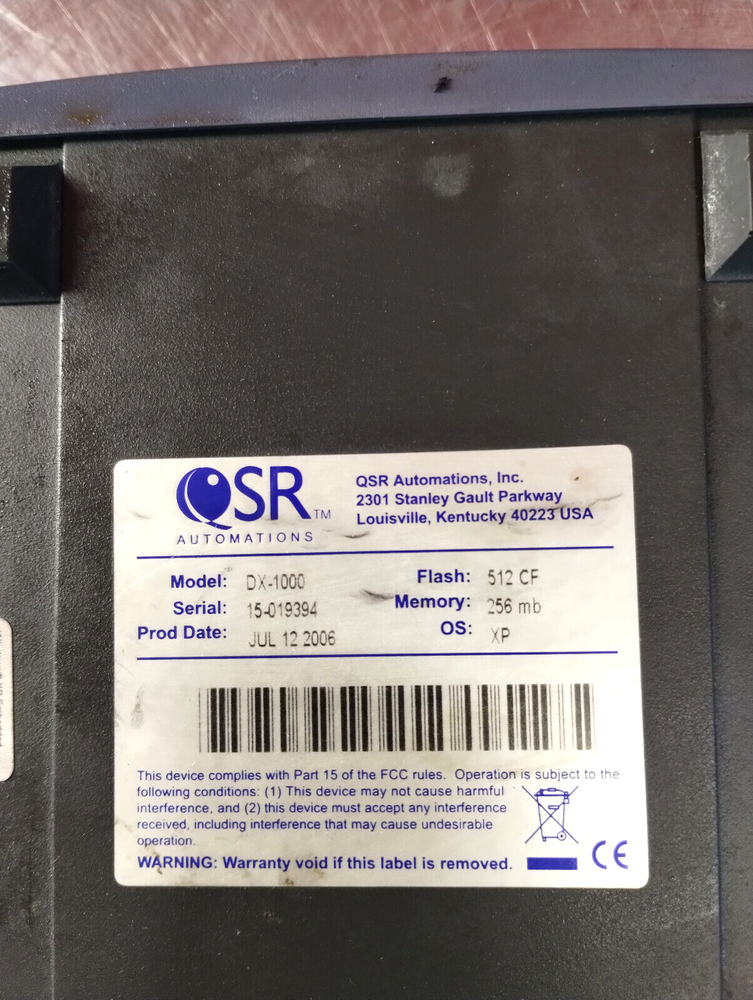 QSR TM
AUTOMATIONS
QSR Automations, Inc.
2301 Stanley Gault Parkway
Louisville, Kentucky 40223 USA
Model: DX-1000
Serial: 15-019394
Prod Date: JUL 12 2006
Flash: 512 CF
Memory: 256 mb
OS: XP
This device complies with Part 15 of the FCC rules. Operation is subject to the
following conditions: (1) This device may not cause harmful
interference, and (2) this device must accept any interference
received, including interference that may cause undesirable
operation.
WARNING: Warranty void if this label is removed.
CE